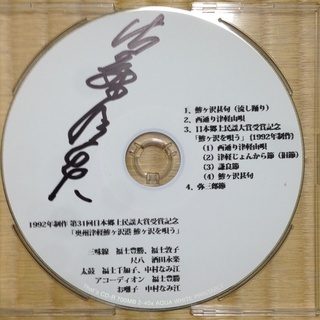 1、鯵ヶ沢甚句（流し踊り）
2、西通り津軽山唄
3、日本郷土民謡大賞受賞記念
「鯵ヶ沢を唄う」(1992年制作)
(1) 西通り津軽山唄
(2) 津軽じょんから節（旧節）
(3) 謙良節
(4) 鯵ヶ沢甚句
4、弥三郎節
1992年制作 第31回日本郷土民謡大賞受賞記念
「奥州津軽鯵ヶ沢港 鯵ヶ沢を唄う」
三味線 福士豊勝、福士敦子
尺八 酒田永楽
太鼓 福士千福子、中村なみ江
アコーディオン 福士豊勝
お囃子 中村なみ江